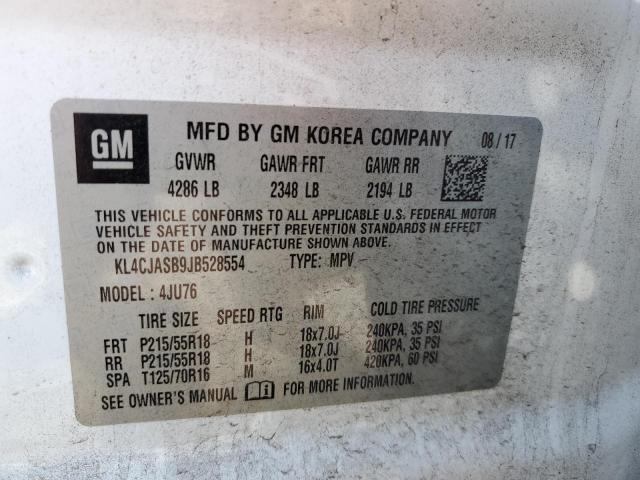 GM
MFD BY GM KOREA COMPANY 08/17
GVWR GAWR FRT GAWR RR
4286 LB 2348 LB 2194 LB
THIS VEHICLE CONFORMS TO ALL APPLICABLE U.S. FEDERAL MOTOR
VEHICLE SAFETY AND THEFT PREVENTION STANDARDS IN EFFECT
ON THE DATE OF MANUFACTURE SHOWN ABOVE.
KL4CJASB9JB528554 TYPE: MPV
MODEL: 4JU76
TIRE SIZE SPEED RTG RIM COLD TIRE PRESSURE
FRT P215/55R18 H 18x7.0J 240KPA, 35 PSI
RR P215/55R18 H 18x7.0J 240KPA, 35 PSI
SPA T125/70R16 M 16x4.0T 420KPA, 60 PSI
SEE OWNER'S MANUAL FOR MORE INFORMATION.